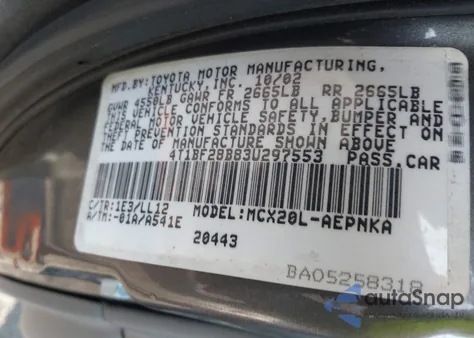 MFD.BY:TOYOTA MOTOR MANUFACTURING,
KENTUCKY,INC. 10/02
GVWR 4550LB GAWR FR 2665LB RR 2665LB
THIS VEHICLE CONFORMS TO ALL APPLICABLE
FEDERAL MOTOR VEHICLE SAFETY,BUMPER AND
THEFT PREVENTION STANDARDS IN EFFECT ON
THE DATE OF MANUFACTURE SHOWN ABOVE
4T1BF28B83U297553 PASS.CAR
C/TR:1E3/LL12 MODEL:MCX20L-AEPNKA
A/TM:-01A/A541E
20443
BA05258318
autoSnap